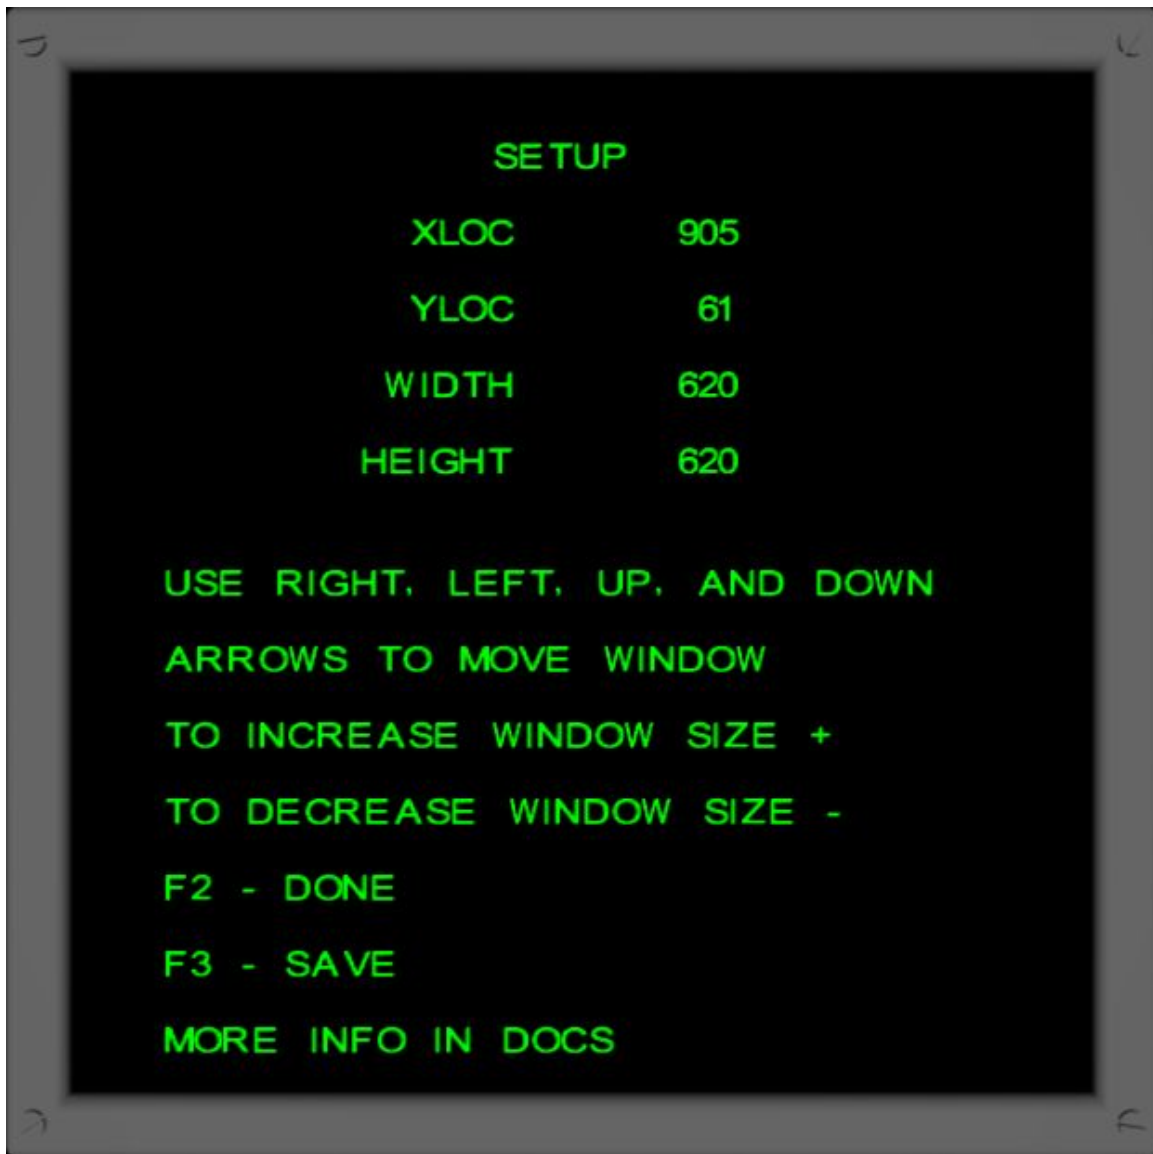 SETUP
XLOC 905
YLOC 61
WIDTH 620
HEIGHT 620
USE RIGHT, LEFT, UP, AND DOWN
ARROWS TO MOVE WINDOW
TO INCREASE WINDOW SIZE +
TO DECREASE WINDOW SIZE -
F2 - DONE
F3 - SAVE
MORE INFO IN DOCS